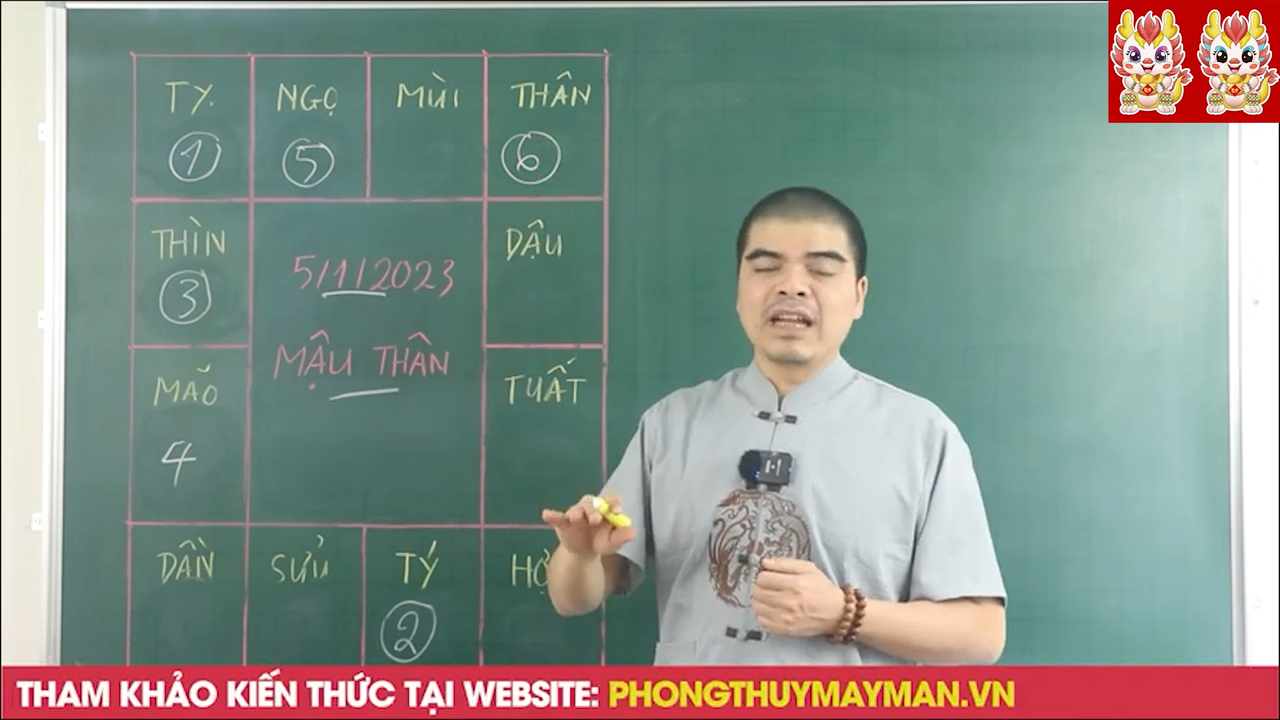 TỴ. NGỌ MÙI THÂN
1 5 6
THÌN DẬU
3
5/1/2023
MẬU THÂN
MÃO TUẤT
4
DẦN SỬU TÝ
2
THAM KHẢO KIẾN THỨC TẠI WEBSITE: PHONGTHUYMAYMAN.VN